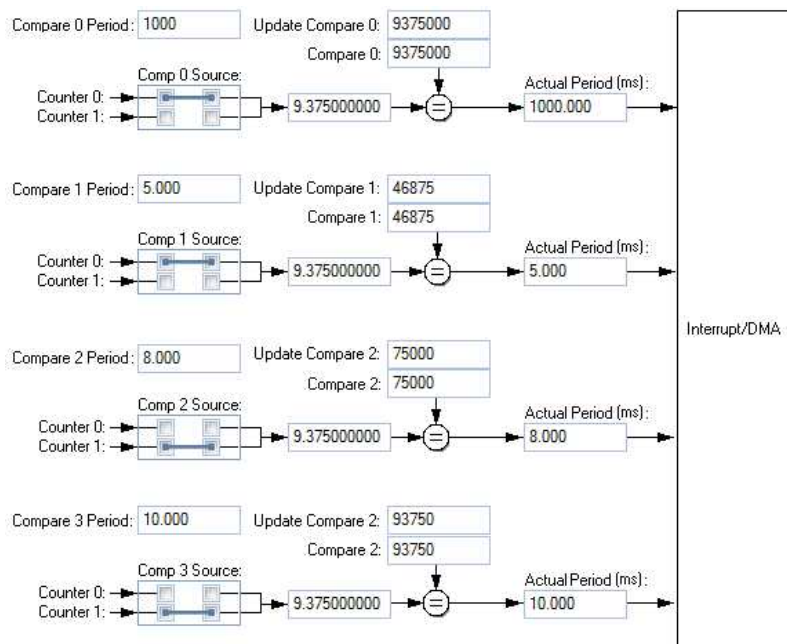 Compare 0 Period: 1000 Update Compare 0: 9375000
Compare 0: 9375000
Comp 0 Source: Actual Period (ms):
Counter 0: 9.375000000 = 1000.000
Counter 1:
Compare 1 Period: 5.000 Update Compare 1: 46875
Compare 1: 46875
Comp 1 Source: Actual Period (ms):
Counter 0: 9.375000000 = 5.000
Counter 1:
Interrupt/DMA
Compare 2 Period: 8.000 Update Compare 2: 75000
Compare 2: 75000
Comp 2 Source: Actual Period (ms):
Counter 0: 9.375000000 = 8.000
Counter 1:
Compare 3 Period: 10.000 Update Compare 2: 93750
Compare 2: 93750
Comp 3 Source: Actual Period (ms):
Counter 0: 9.375000000 = 10.000
Counter 1: